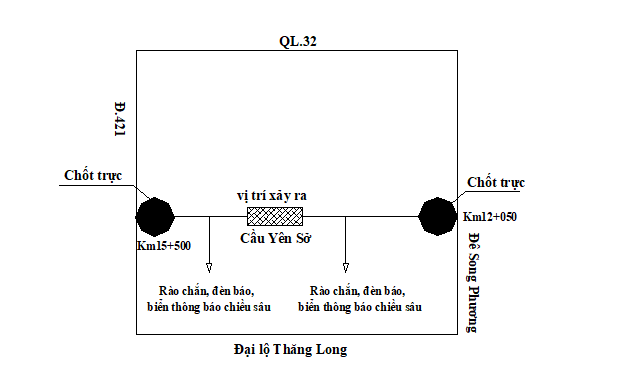 QL.32
Đ.421
Chốt trực
Chốt trực
vị trí xảy ra
Km12+050
Cầu Yên Sở
Km15+500
Đê Song Phương
Rào chắn, đèn báo,
biển thông báo chiều sâu
Rào chắn, đèn báo,
biển thông báo chiều sâu
Đại lộ Thăng Long